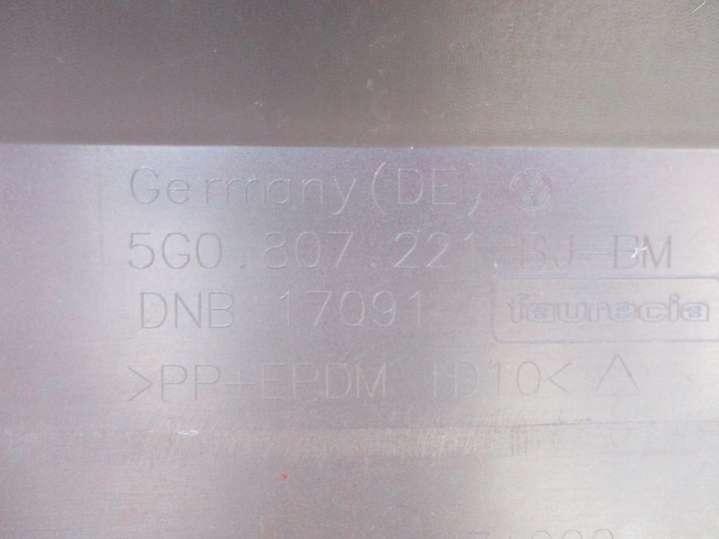 Germany (DE)
5G0.807.221 BJ-BM
DNB 17091
faurecia
>PP-EPDM TD10<